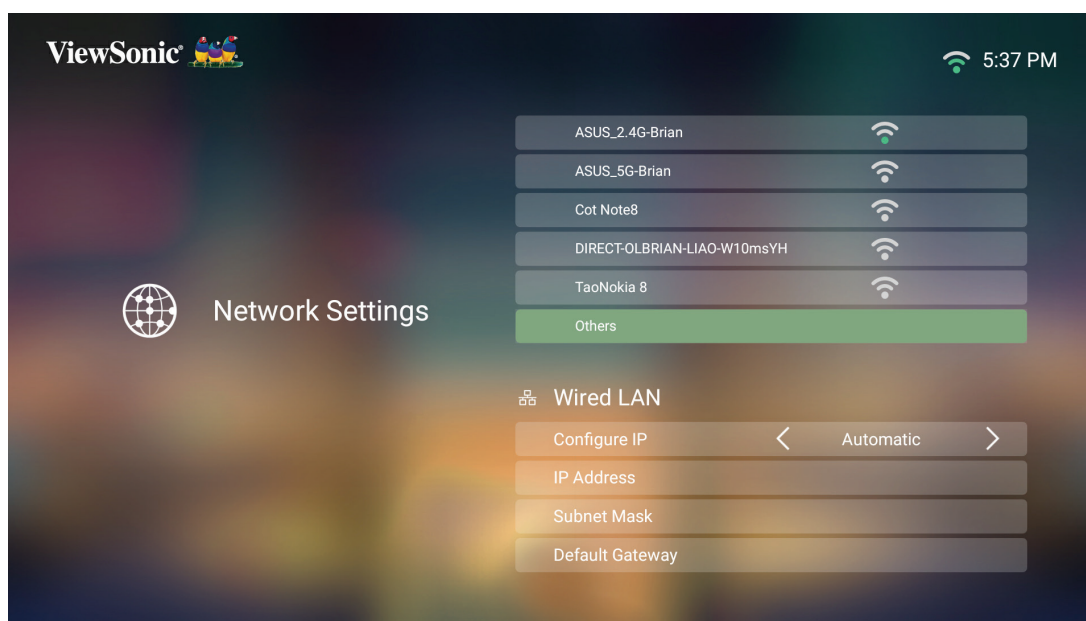 ViewSonic®
5:37 PM
ASUS_2.4G-Brian
ASUS_5G-Brian
Cot Note8
DIRECT-OLBRIAN-LIAO-W10msYH
TaoNokia 8
Network Settings
Others
Wired LAN
Configure IP Automatic
IP Address
Subnet Mask
Default Gateway